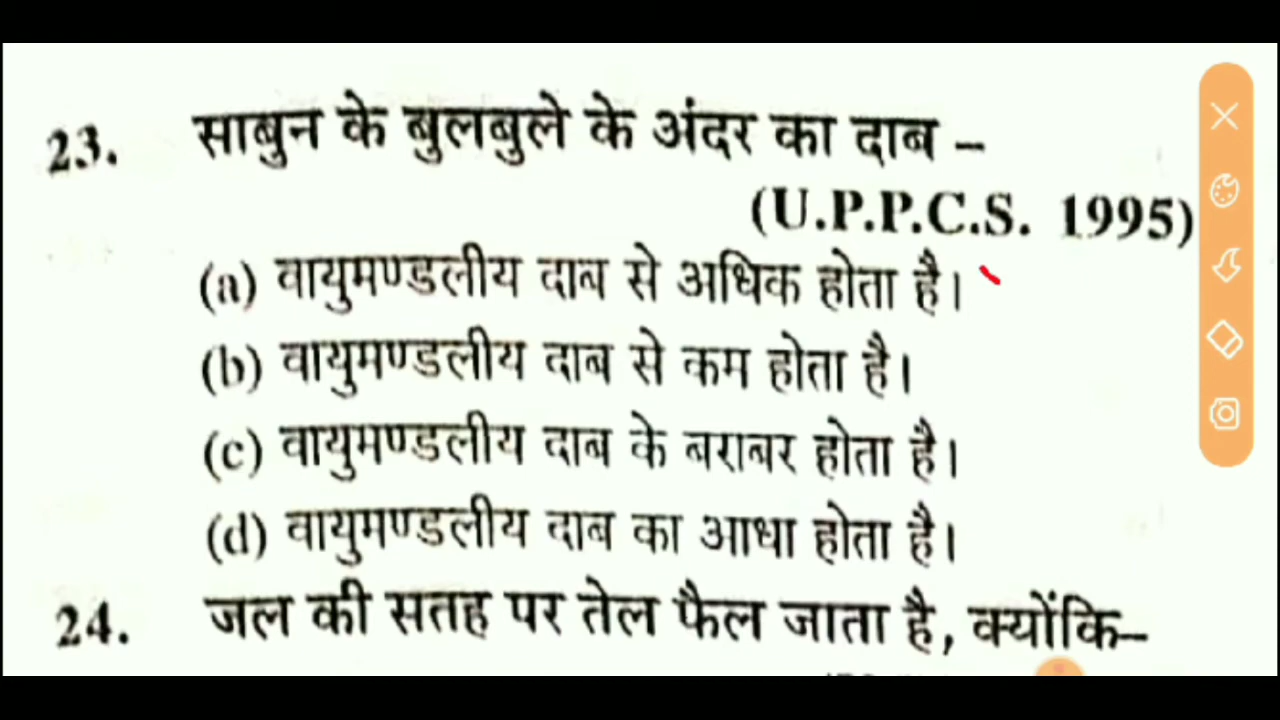 23. साबुन के बुलबुले के अंदर का दाब –
(U.P.P.C.S. 1995)
(a) वायुमण्डलीय दाब से अधिक होता है।
(b) वायुमण्डलीय दाब से कम होता है।
(c) वायुमण्डलीय दाब के बराबर होता है।
(d) वायुमण्डलीय दाब का आधा होता है।
24. जल की सतह पर तेल फैल जाता है, क्योंकि–